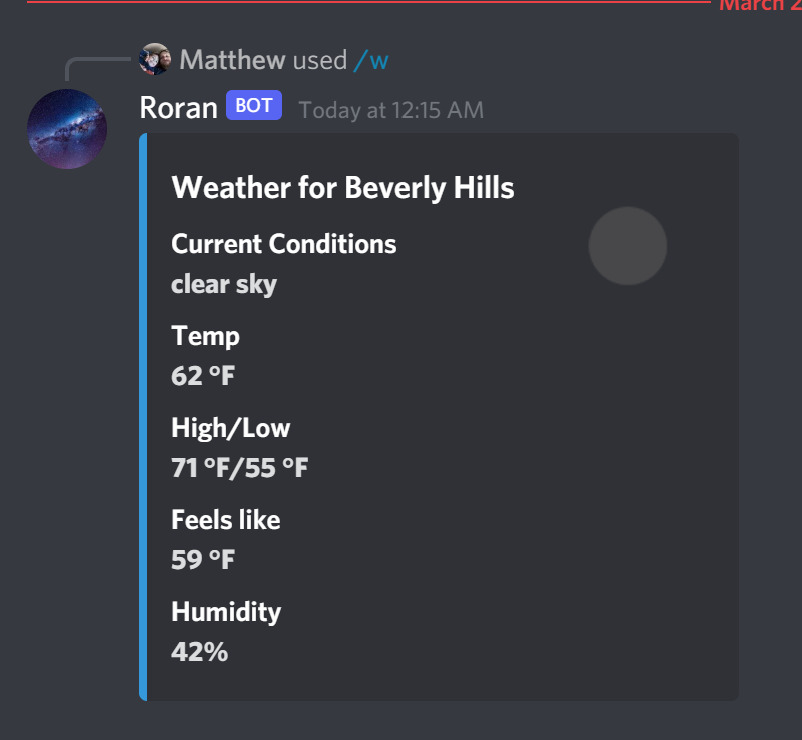 March 2
Matthew used /w
Roran BOT Today at 12:15 AM
Weather for Beverly Hills
Current Conditions
clear sky
Temp
62 °F
High/Low
71 °F/55 °F
Feels like
59 °F
Humidity
42%